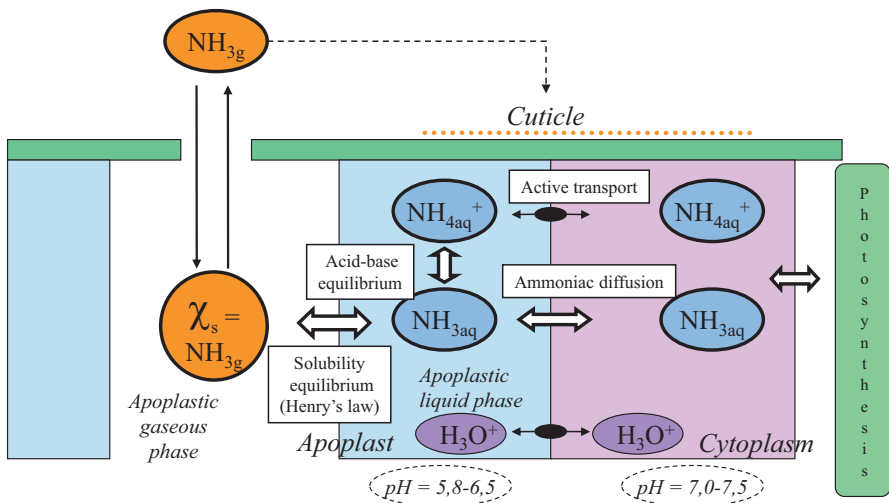 NH3g
Cuticle
Active transport
NH4aq+
NH4aq+
Acid-base
equilibrium
Ammoniac diffusion
χs =
NH3g
NH3aq
NH3aq
Solubility
equilibrium
(Henry's law)
Apoplastic
gaseous
phase
Apoplastic
liquid phase
H3O+
H3O+
Apoplast
Cytoplasm
pH = 5,8-6,5
pH = 7,0-7,5
Photosynthesis